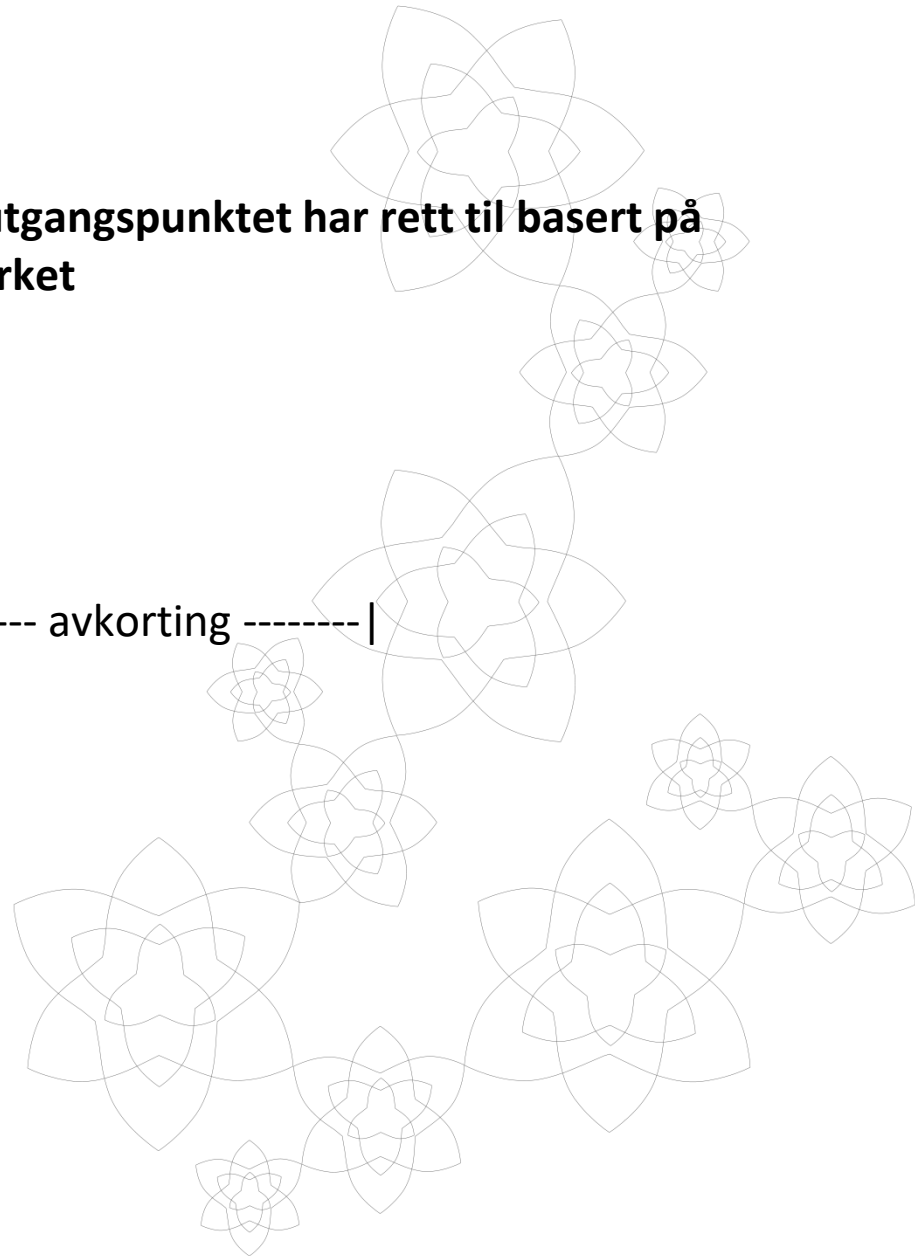 utgangspunktet har rett til basert på
rket
--- avkorting --------|